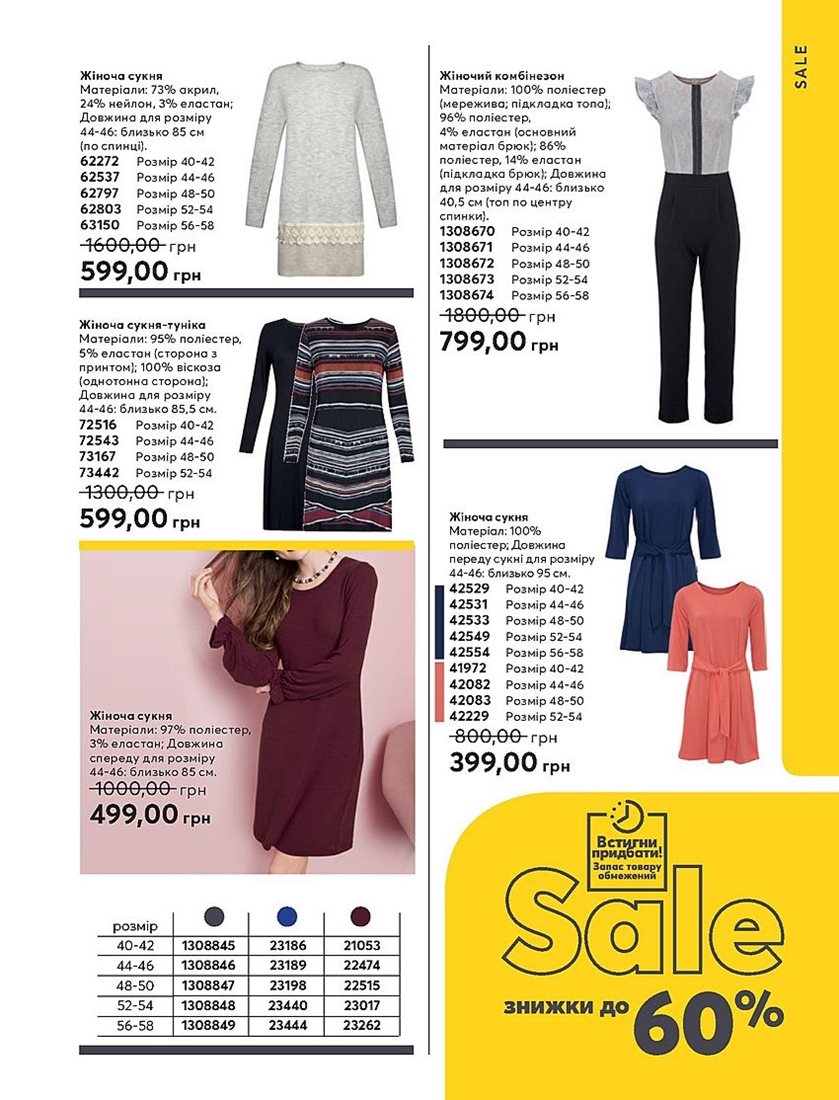 SALE
Жіноча сукня
Матеріали: 73% акрил,
24% нейлон, 3% еластан;
Довжина для розміру
44-46: близько 85 см
(по спинці).
62272 Розмір 40-42
62537 Розмір 44-46
62797 Розмір 48-50
62803 Розмір 52-54
63150 Розмір 56-58
1600,00 грн
599,00 грн
Жіноча сукня-туніка
Матеріали: 95% поліестер,
5% еластан (сторона з
принтом); 100% віскоза
(однотонна сторона);
Довжина для розміру
44-46: близько 85,5 см.
72516 Розмір 40-42
72543 Розмір 44-46
73167 Розмір 48-50
73442 Розмір 52-54
1300,00 грн
599,00 грн
Жіноча сукня
Матеріали: 97% поліестер,
3% еластан; Довжина
спереду для розміру
44-46: близько 85 см.
1000,00 грн
499,00 грн
розмір
40-42 1308845 23186 21053
44-46 1308846 23189 22474
48-50 1308847 23198 22515
52-54 1308848 23440 23017
56-58 1308849 23444 23262
Жіночий комбінезон
Матеріали: 100% поліестер
(мережива; підкладка топа);
96% поліестер,
4% еластан (основний
матеріал брюк); 86%
поліестер, 14% еластан
(підкладка брюк); Довжина
для розміру 44-46: близько
40,5 см (топ по центру
спинки).
1308670 Розмір 40-42
1308671 Розмір 44-46
1308672 Розмір 48-50
1308673 Розмір 52-54
1308674 Розмір 56-58
1800,00 грн
799,00 грн
Жіноча сукня
Матеріал: 100%
поліестер; Довжина
переду сукні для розміру
44-46: близько 95 см.
42529 Розмір 40-42
42531 Розмір 44-46
42533 Розмір 48-50
42549 Розмір 52-54
42554 Розмір 56-58
41972 Розмір 40-42
42082 Розмір 44-46
42083 Розмір 48-50
42229 Розмір 52-54
800,00 грн
399,00 грн
Встигни
придбати!
Запас товару
обмежений
Sale
знижки до
60%